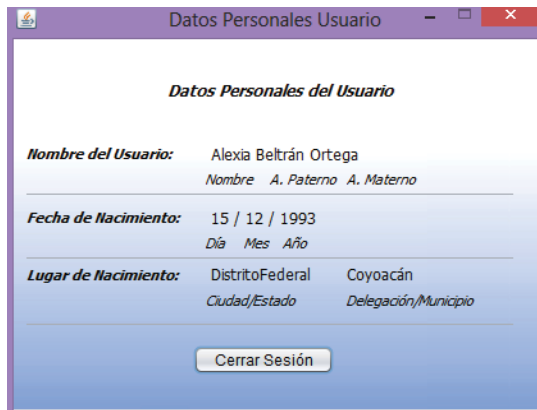 Datos Personales Usuario
Datos Personales del Usuario
Nombre del Usuario: Alexia Beltrán Ortega
Nombre A. Paterno A. Materno
Fecha de Nacimiento: 15 / 12 / 1993
Día Mes Año
Lugar de Nacimiento: DistritoFederal Coyoacán
Ciudad/Estado Delegación/Municipio
Cerrar Sesión